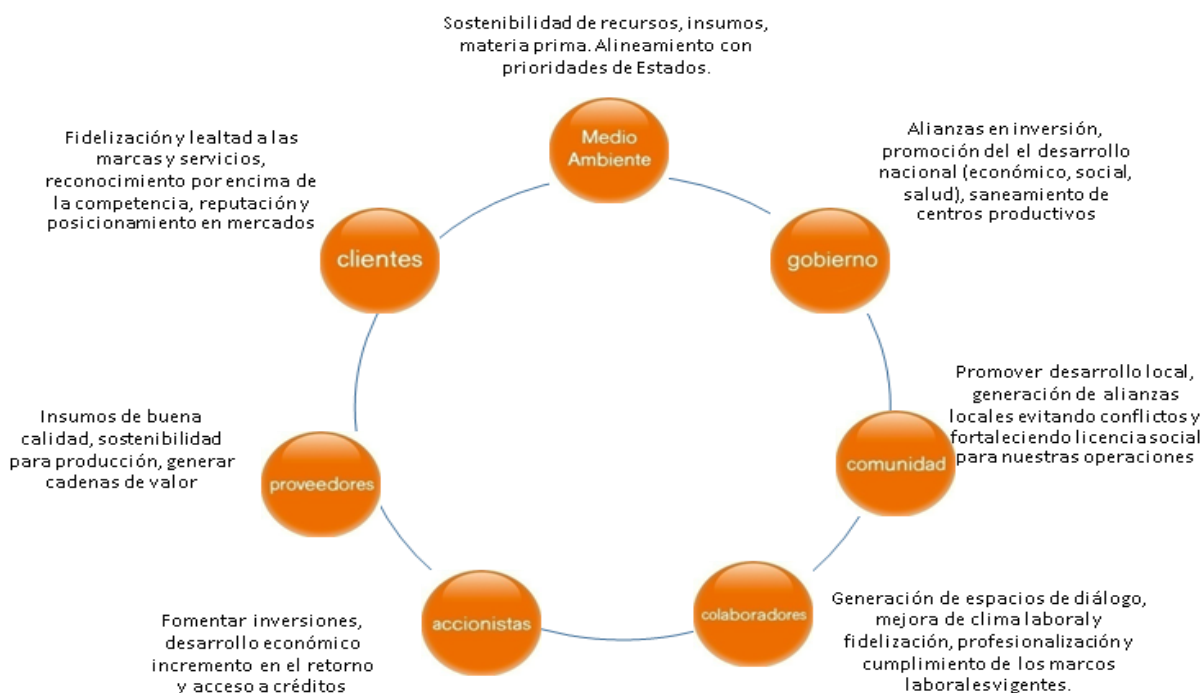 Sostenibilidad de recursos, insumos,
materia prima. Alineamiento con
prioridades de Estados.
Medio
Ambiente
Alianzas en inversión,
promoción del el desarrollo
nacional (económico, social,
salud), saneamiento de
centros productivos
gobierno
Promover desarrollo local,
generación de alianzas
locales evitando conflictos y
fortaleciendo licencia social
para nuestras operaciones
comunidad
Generación de espacios de diálogo,
mejora de clima laboral y
fidelización, profesionalización y
cumplimiento de los marcos
laborales vigentes.
colaboradores
Fomentar inversiones,
desarrollo económico
incremento en el retorno
y acceso a créditos
accionistas
Insumos de buena
calidad, sostenibilidad
para producción, generar
cadenas de valor
proveedores
Fidelización y lealtad a las
marcas y servicios,
reconocimiento por encima de
la competencia, reputación y
posicionamiento en mercados
clientes